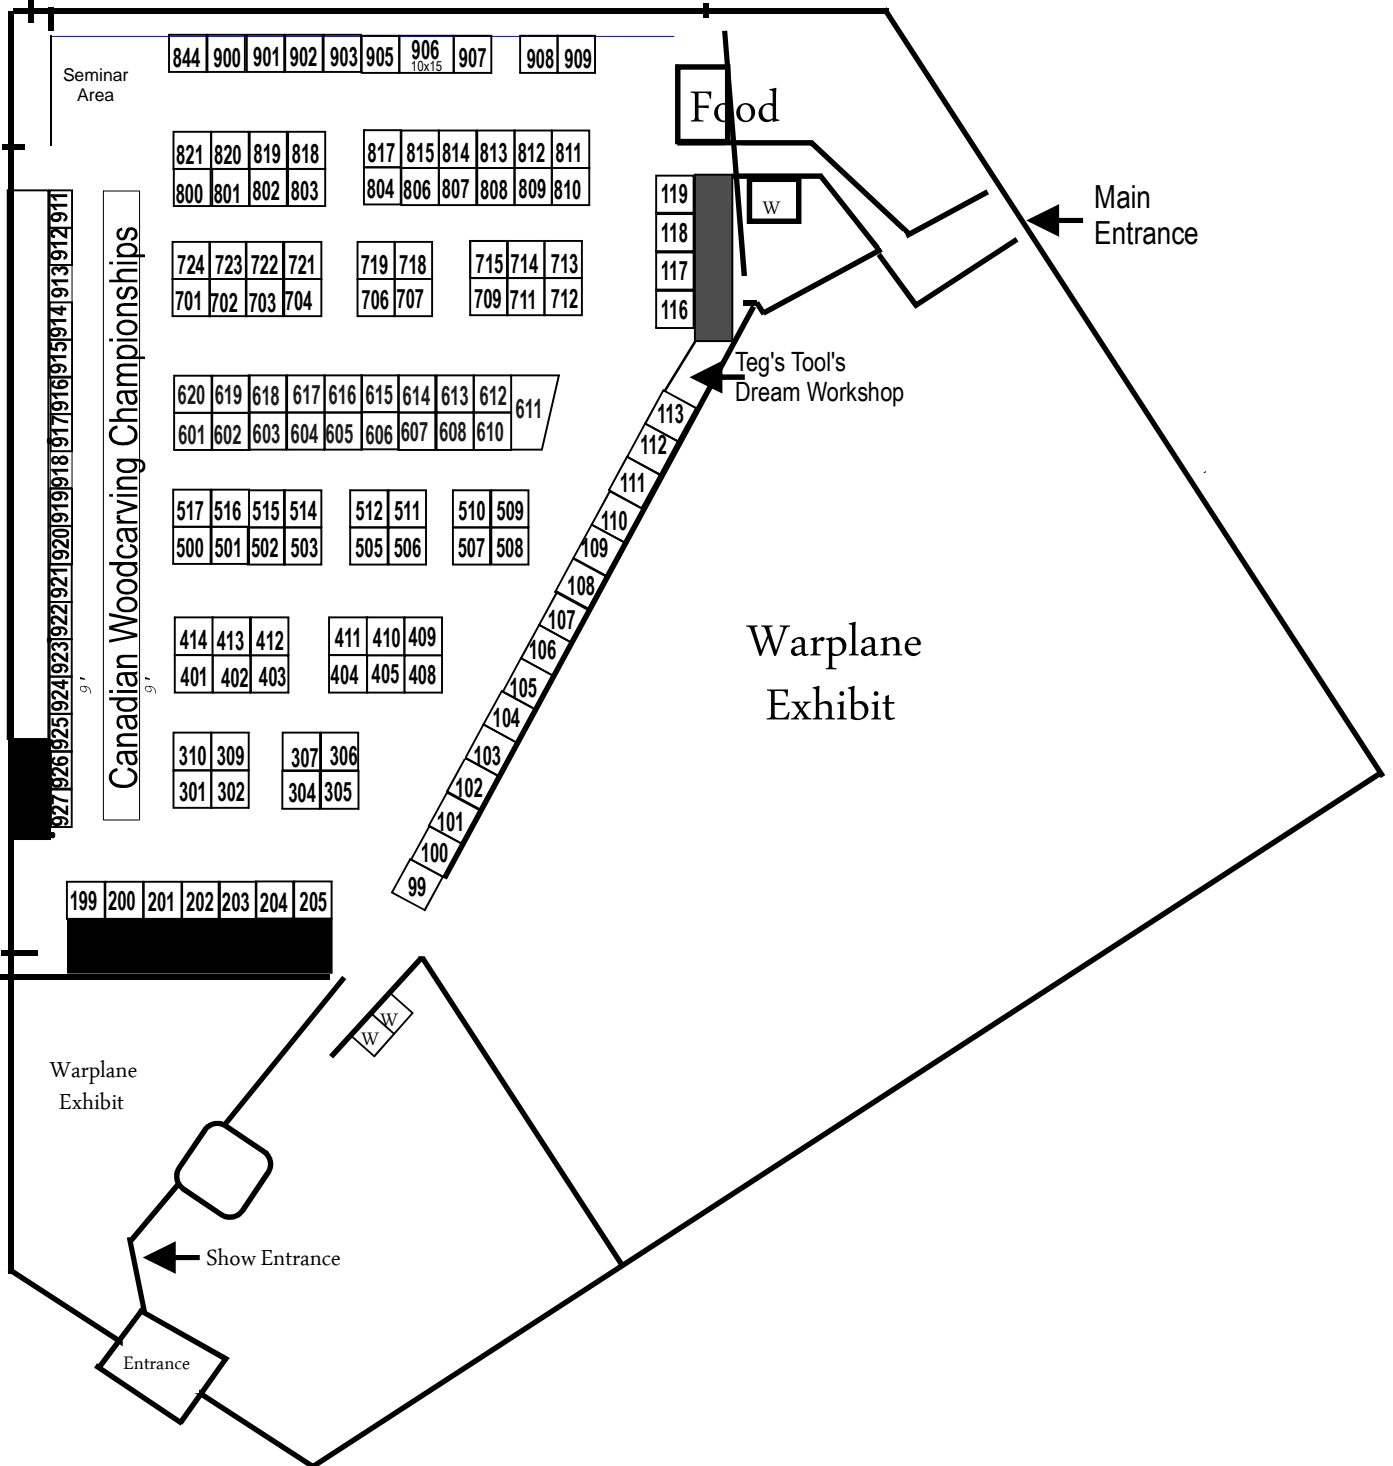 844 900 901 902 903 905 906 907 908 909
10x15
Seminar
Area
Food
821 820 819 818 817 815 814 813 812 811
800 801 802 803 804 806 807 808 809 810
119
118
117
116
W
Main
Entrance
724 723 722 721 719 718 715 714 713
701 702 703 704 706 707 709 711 712
Teg's Tool's
Dream Workshop
620 619 618 617 616 615 614 613 612 611
601 602 603 604 605 606 607 608 610
517 516 515 514 512 511 510 509
500 501 502 503 505 506 507 508
414 413 412 411 410 409
401 402 403 404 405 408
310 309 307 306
301 302 304 305
911
912
913
914
915
916
917
918
919
920
921
922
923
924
925
926
927
9'
Canadian Woodcarving Championships
9'
113
112
111
110
109
108
107
106
105
104
103
102
101
100
99
Warplane
Exhibit
199 200 201 202 203 204 205
W
W
Warplane
Exhibit
Show Entrance
Entrance